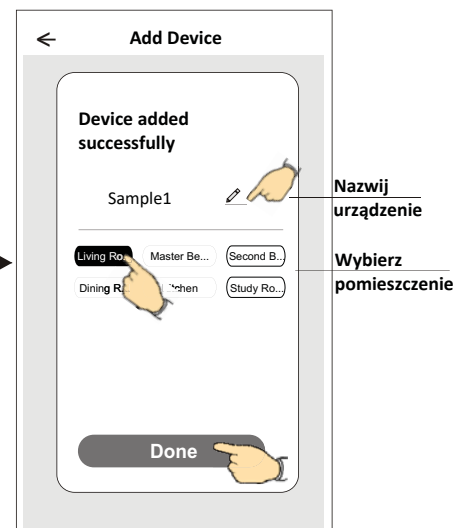 Add Device
Device added
successfully
Sample1
Nazwij
urządzenie
Living Ro... Master Be... Second B...
Wybierz
Dining R... itchen Study Ro...
pomieszczenie
Done